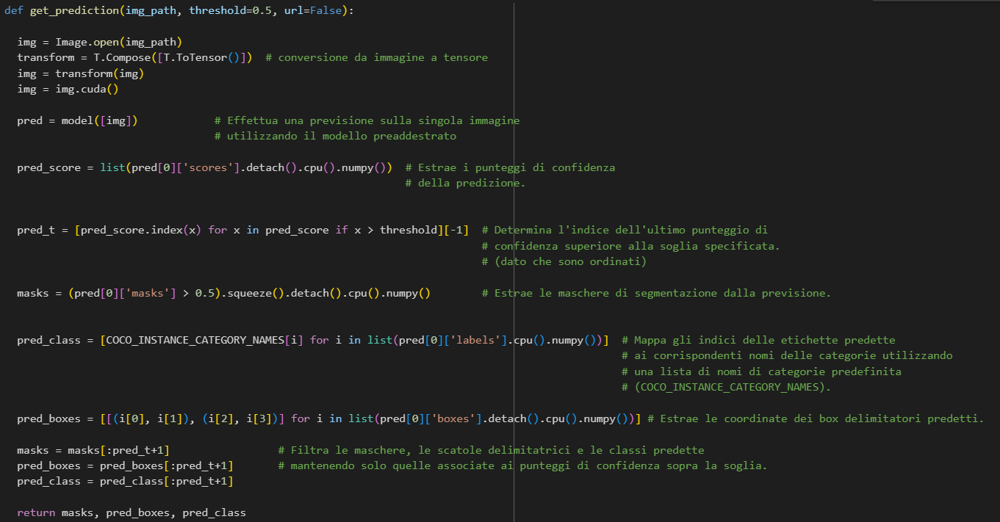 def get_prediction(img_path, threshold=0.5, url=False):
img = Image.open(img_path)
transform = T.Compose([T.ToTensor()])  # conversione da immagine a tensore
img = transform(img)
img = img.cuda()
pred = model([img])            # Effettua una previsione sulla singola immagine
# utilizzando il modello preaddestrato
pred_score = list(pred[0]['scores'].detach().cpu().numpy())  # Estrae i punteggi di confidenza
# della predizione.
pred_t = [pred_score.index(x) for x in pred_score if x > threshold][-1]  # Determina l'indice dell'ultimo punteggio di
# confidenza superiore alla soglia specificata.
# (dato che sono ordinati)
masks = (pred[0]['masks'] > 0.5).squeeze().detach().cpu().numpy()        # Estrae le maschere di segmentazione dalla previsione.
pred_class = [COCO_INSTANCE_CATEGORY_NAMES[i] for i in list(pred[0]['labels'].cpu().numpy())]  # Mappa gli indici delle etichette predette
# ai corrispondenti nomi delle categorie utilizzando
# una lista di nomi di categorie predefinita
# (COCO_INSTANCE_CATEGORY_NAMES).
pred_boxes = [[(i[0], i[1]), (i[2], i[3])] for i in list(pred[0]['boxes'].detach().cpu().numpy())] # Estrae le coordinate dei box delimitatori predetti.
masks = masks[:pred_t+1]                 # Filtra le maschere, le scatole delimitatrici e le classi predette
pred_boxes = pred_boxes[:pred_t+1]       # mantenendo solo quelle associate ai punteggi di confidenza sopra la soglia.
pred_class = pred_class[:pred_t+1]
return masks, pred_boxes, pred_class